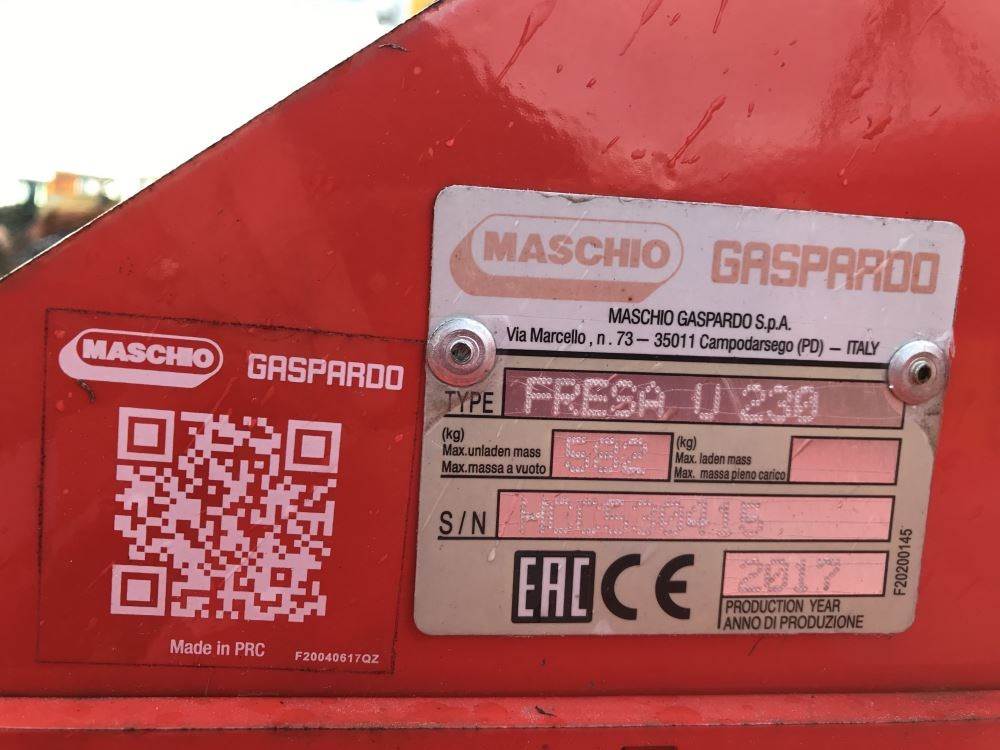 MASCHIO GASPARDO
MASCHIO GASPARDO S.p.A.
Via Marcello , n . 73 – 35011 Campodarsego (PD) – ITALY
TYPE FRESA U 230
(kg)
Max.unladen mass
Max.massa a vuoto
(kg)
Max. laden mass
Max. massa pieno carico
S/N
EAC CE
2017
PRODUCTION YEAR
ANNO DI PRODUZIONE
F20200145
MASCHIO GASPARDO
Made in PRC
F20040617QZ